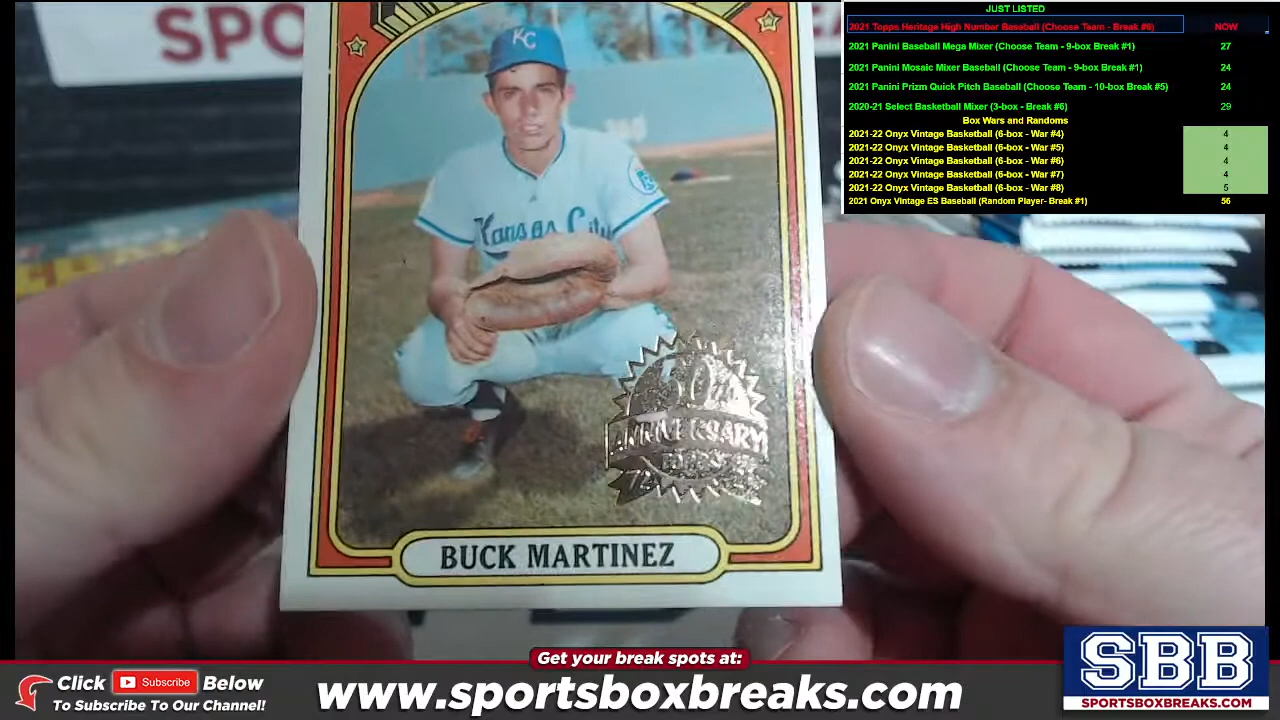 SPO
KC
Kansas City
ANNIVERSARY
BUCK MARTINEZ
JUST LISTED
2021 Topps Heritage High Number Baseball (Choose Team - Break #6) NOW
2021 Panini Baseball Mega Mixer (Choose Team - 9-box Break #1) 27
2021 Panini Mosaic Mixer Baseball (Choose Team - 9-box Break #1) 24
2021 Panini Prizm Quick Pitch Baseball (Choose Team - 10-box Break #5) 24
2020-21 Select Basketball Mixer (3-box - Break #6) 29
Box Wars and Randoms
2021-22 Onyx Vintage Basketball (6-box - War #4) 4
2021-22 Onyx Vintage Basketball (6-box - War #5) 4
2021-22 Onyx Vintage Basketball (6-box - War #6) 4
2021-22 Onyx Vintage Basketball (6-box - War #7) 4
2021-22 Onyx Vintage Basketball (6-box - War #8) 5
2021 Onyx Vintage ES Baseball (Random Player- Break #1) 56
Get your break spots at:
Click Subscribe Below
To Subscribe To Our Channel!
www.sportsboxbreaks.com
SBB
SPORTSBOXBREAKS.COM